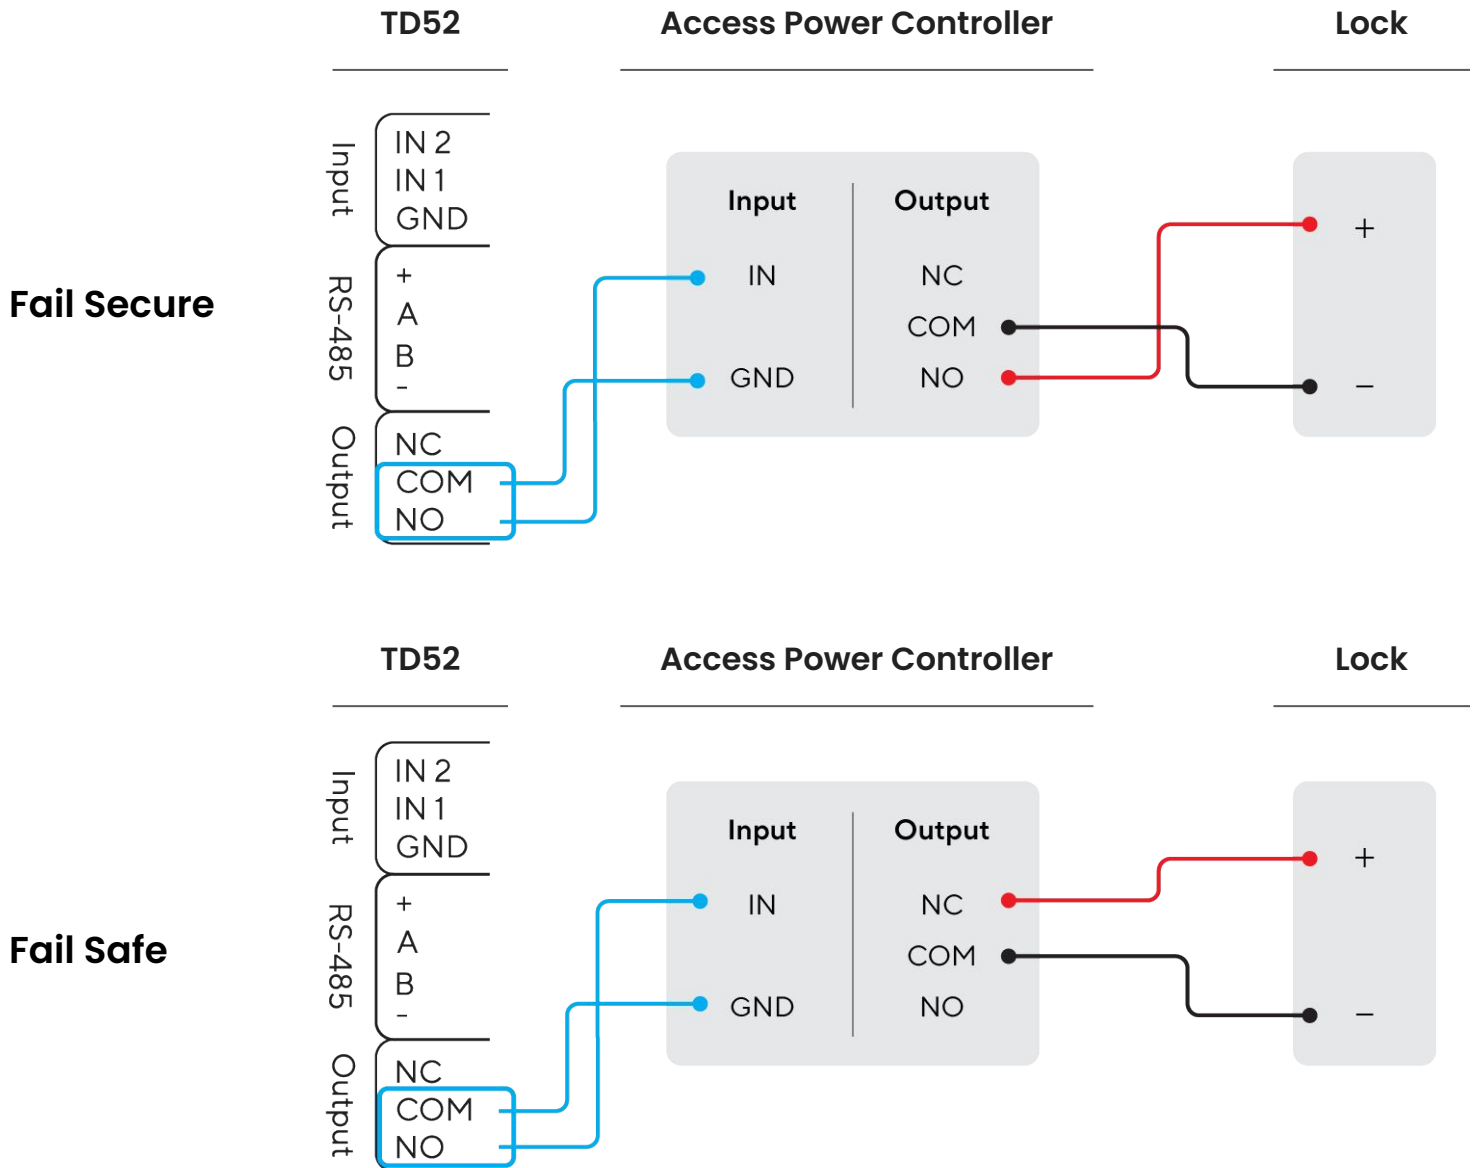 TD52
Access Power Controller
Lock
Fail Secure
Input
IN 2
IN 1
GND
RS-485
+
A
B
-
Output
NC
COM
NO
Input
IN
GND
Output
NC
COM
NO
+
-
TD52
Access Power Controller
Lock
Fail Safe
Input
IN 2
IN 1
GND
RS-485
+
A
B
-
Output
NC
COM
NO
Input
IN
GND
Output
NC
COM
NO
+
-